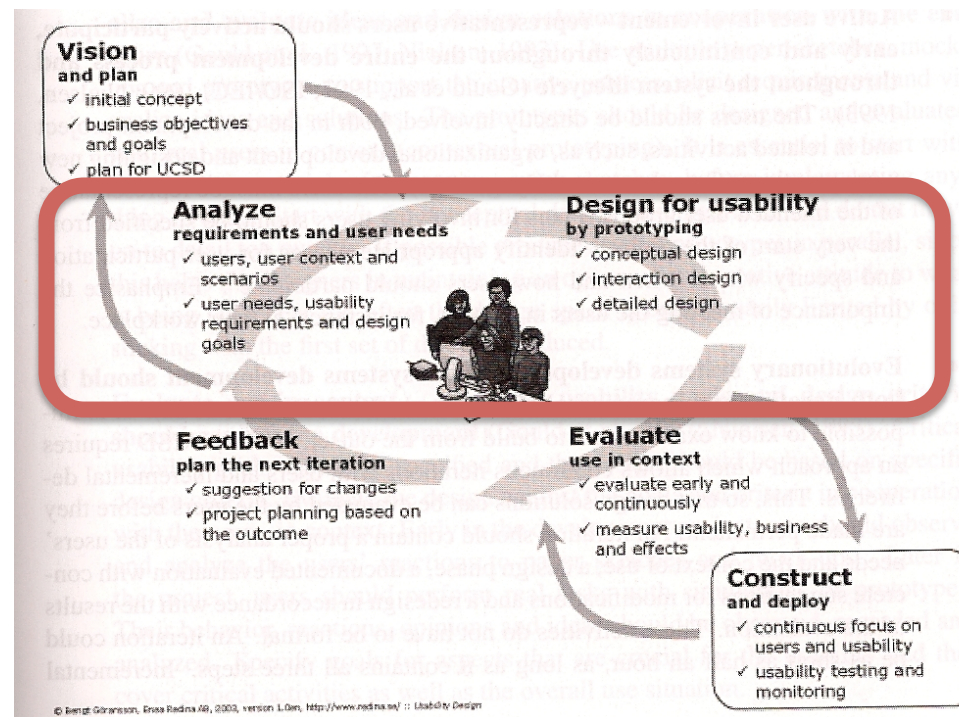 Vision
and plan
✓ initial concept
✓ business objectives
and goals
✓ plan for UCSD
Analyze
requirements and user needs
✓ users, user context and
scenarios
✓ user needs, usability
requirements and design
goals
Design for usability
by prototyping
✓ conceptual design
✓ interaction design
✓ detailed design
Feedback
plan the next iteration
✓ suggestion for changes
✓ project planning based on
the outcome
Evaluate
use in context
✓ evaluate early and
continuously
✓ measure usability, business
and effects
Construct
and deploy
✓ continuous focus on
users and usability
✓ usability testing and
monitoring
© Bengt Göransson, Enea Redina AB, 2003, version 1.0en, http://www.redina.se/ :: Usability Design